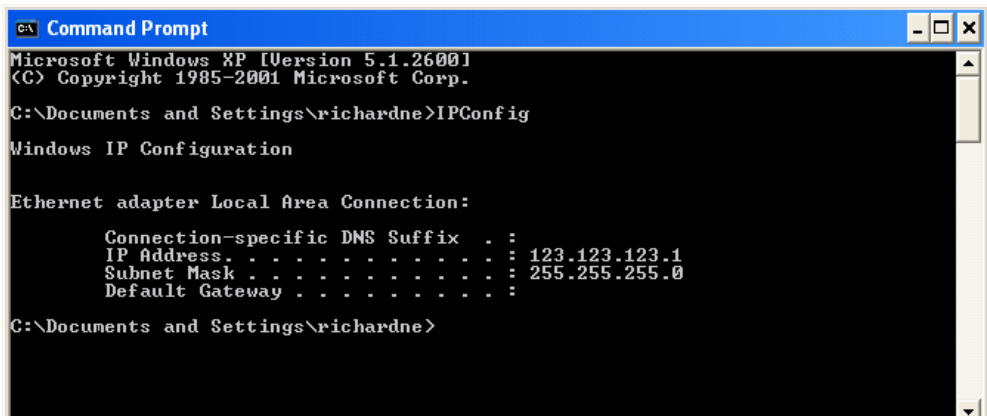 Command Prompt
Microsoft Windows XP [Version 5.1.2600]
(C) Copyright 1985-2001 Microsoft Corp.
C:\Documents and Settings\richardne>IPConfig
Windows IP Configuration
Ethernet adapter Local Area Connection:
Connection-specific DNS Suffix . :
IP Address. . . . . . . . . . . . : 123.123.123.1
Subnet Mask . . . . . . . . . . . : 255.255.255.0
Default Gateway . . . . . . . . . :
C:\Documents and Settings\richardne>